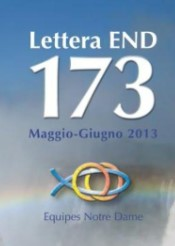 Lettera END
173
Maggio-Giugno 2013
Equipes Notre Dame